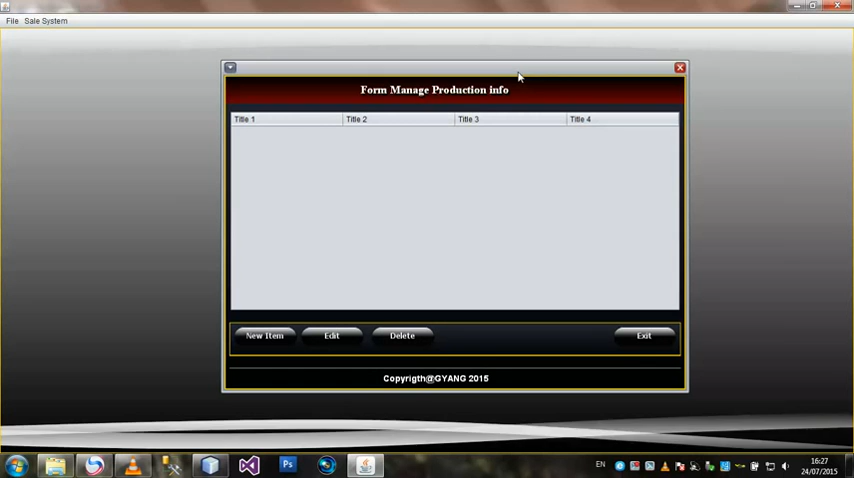 File Sale System
Form Manage Production info
Title 1 Title 2 Title 3 Title 4
New Item Edit Delete Exit
Copyrigth@GYANG 2015
Ps
EN 16:27
24/07/2015